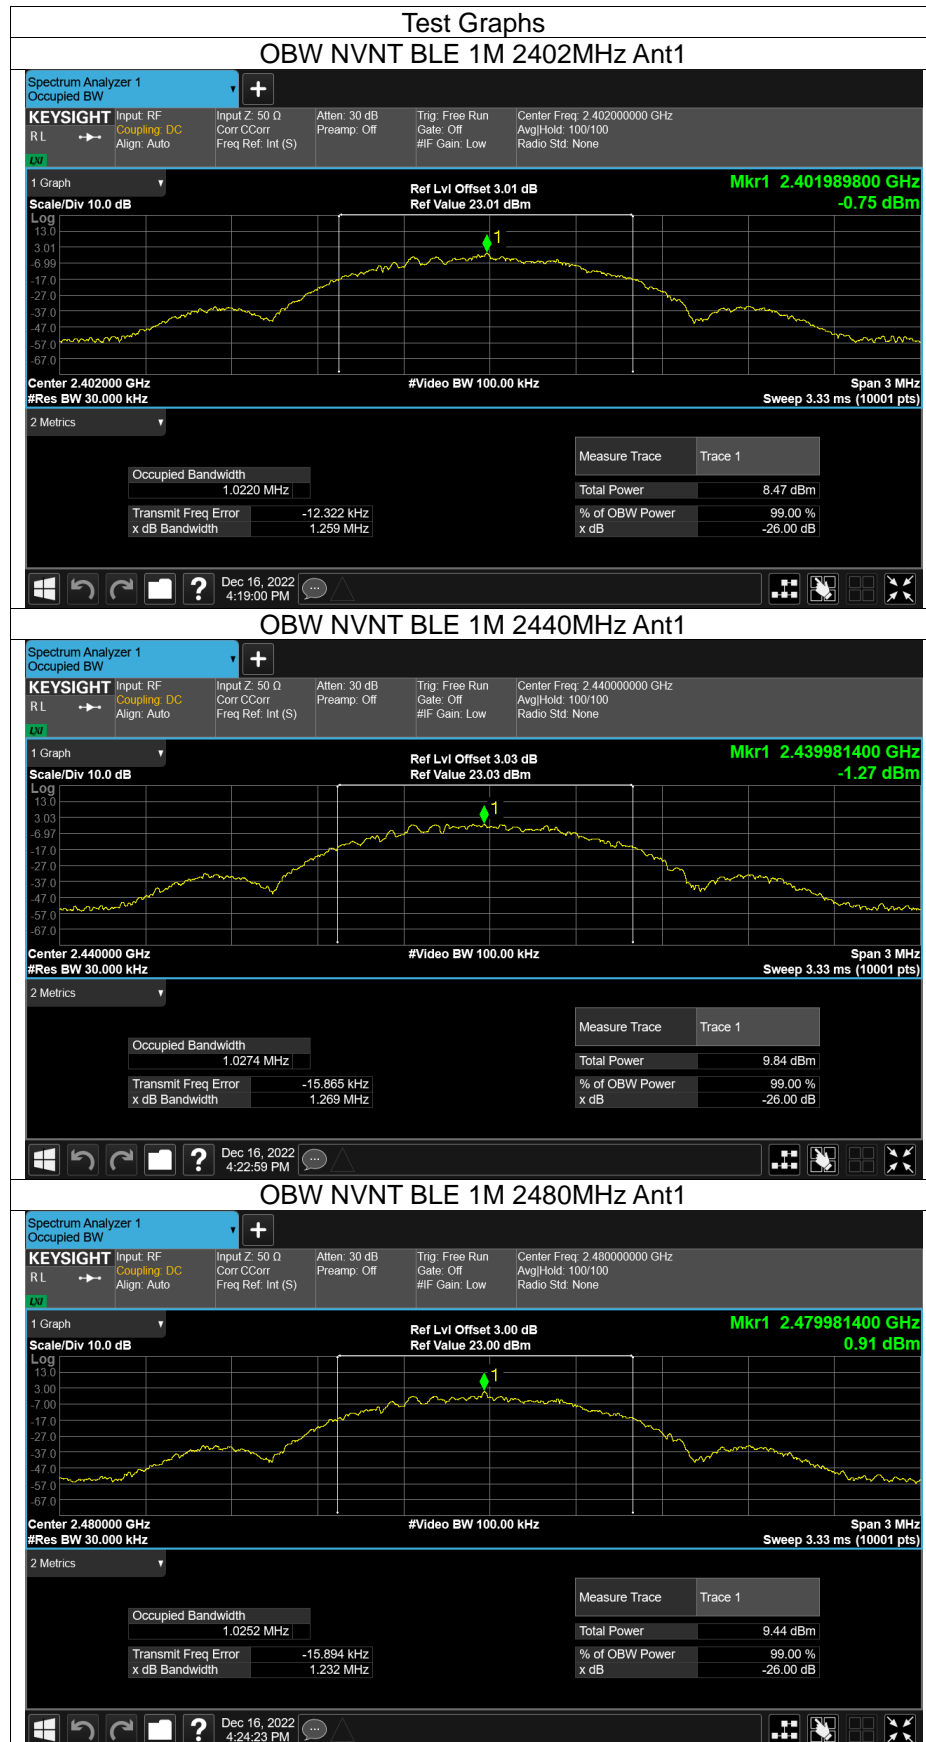 Test Graphs
OBW NVNT BLE 1M 2402MHz Ant1
Spectrum Analyzer 1
Occupied BW
KEYSIGHT
R L
LXI
Input: RF
Coupling: DC
Align: Auto
Input Z: 50 Ω
Corr CCorr
Freq Ref: Int (S)
Atten: 30 dB
Preamp: Off
Trig: Free Run
Gate: Off
#IF Gain: Low
Center Freq: 2.402000000 GHz
Avg|Hold: 100/100
Radio Std: None
1 Graph
Scale/Div 10.0 dB
Ref Lvl Offset 3.01 dB
Ref Value 23.01 dBm
Mkr1 2.401989800 GHz
-0.75 dBm
Log
13.0
3.01
-6.99
-17.0
-27.0
-37.0
-47.0
-57.0
-67.0
1
Center 2.402000 GHz
#Res BW 30.000 kHz
#Video BW 100.00 kHz
Span 3 MHz
Sweep 3.33 ms (10001 pts)
2 Metrics
Measure Trace Trace 1
Occupied Bandwidth
1.0220 MHz
Total Power 8.47 dBm
Transmit Freq Error -12.322 kHz
% of OBW Power 99.00 %
x dB Bandwidth 1.259 MHz
x dB -26.00 dB
?
Dec 16, 2022
4:19:00 PM
OBW NVNT BLE 1M 2440MHz Ant1
Spectrum Analyzer 1
Occupied BW
KEYSIGHT
R L
LXI
Input: RF
Coupling: DC
Align: Auto
Input Z: 50 Ω
Corr CCorr
Freq Ref: Int (S)
Atten: 30 dB
Preamp: Off
Trig: Free Run
Gate: Off
#IF Gain: Low
Center Freq: 2.440000000 GHz
Avg|Hold: 100/100
Radio Std: None
1 Graph
Scale/Div 10.0 dB
Ref Lvl Offset 3.03 dB
Ref Value 23.03 dBm
Mkr1 2.439981400 GHz
-1.27 dBm
Log
13.0
3.03
-6.97
-17.0
-27.0
-37.0
-47.0
-57.0
-67.0
1
Center 2.440000 GHz
#Res BW 30.000 kHz
#Video BW 100.00 kHz
Span 3 MHz
Sweep 3.33 ms (10001 pts)
2 Metrics
Measure Trace Trace 1
Occupied Bandwidth
1.0274 MHz
Total Power 9.84 dBm
Transmit Freq Error -15.865 kHz
% of OBW Power 99.00 %
x dB Bandwidth 1.269 MHz
x dB -26.00 dB
?
Dec 16, 2022
4:22:59 PM
OBW NVNT BLE 1M 2480MHz Ant1
Spectrum Analyzer 1
Occupied BW
KEYSIGHT
R L
LXI
Input: RF
Coupling: DC
Align: Auto
Input Z: 50 Ω
Corr CCorr
Freq Ref: Int (S)
Atten: 30 dB
Preamp: Off
Trig: Free Run
Gate: Off
#IF Gain: Low
Center Freq: 2.480000000 GHz
Avg|Hold: 100/100
Radio Std: None
1 Graph
Scale/Div 10.0 dB
Ref Lvl Offset 3.00 dB
Ref Value 23.00 dBm
Mkr1 2.479981400 GHz
0.91 dBm
Log
13.0
3.00
-7.00
-17.0
-27.0
-37.0
-47.0
-57.0
-67.0
1
Center 2.480000 GHz
#Res BW 30.000 kHz
#Video BW 100.00 kHz
Span 3 MHz
Sweep 3.33 ms (10001 pts)
2 Metrics
Measure Trace Trace 1
Occupied Bandwidth
1.0252 MHz
Total Power 9.44 dBm
Transmit Freq Error -15.894 kHz
% of OBW Power 99.00 %
x dB Bandwidth 1.232 MHz
x dB -26.00 dB
?
Dec 16, 2022
4:24:23 PM